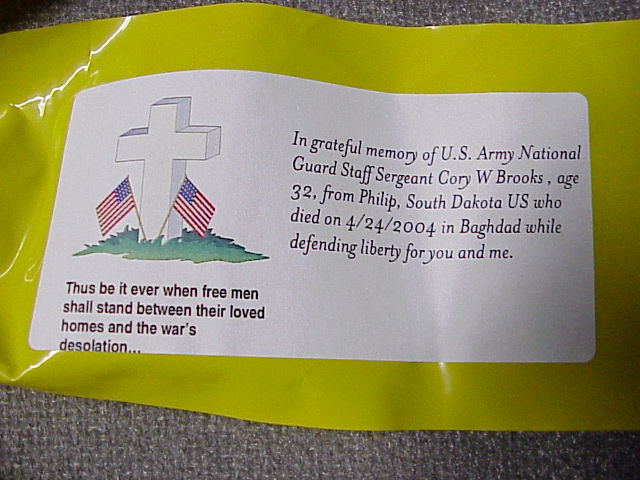 In grateful memory of U.S. Army National
Guard Staff Sergeant Cory W Brooks , age
32, from Philip, South Dakota US who
died on 4/24/2004 in Baghdad while
defending liberty for you and me.
Thus be it ever when free men
shall stand between their loved
homes and the war's
desolation...